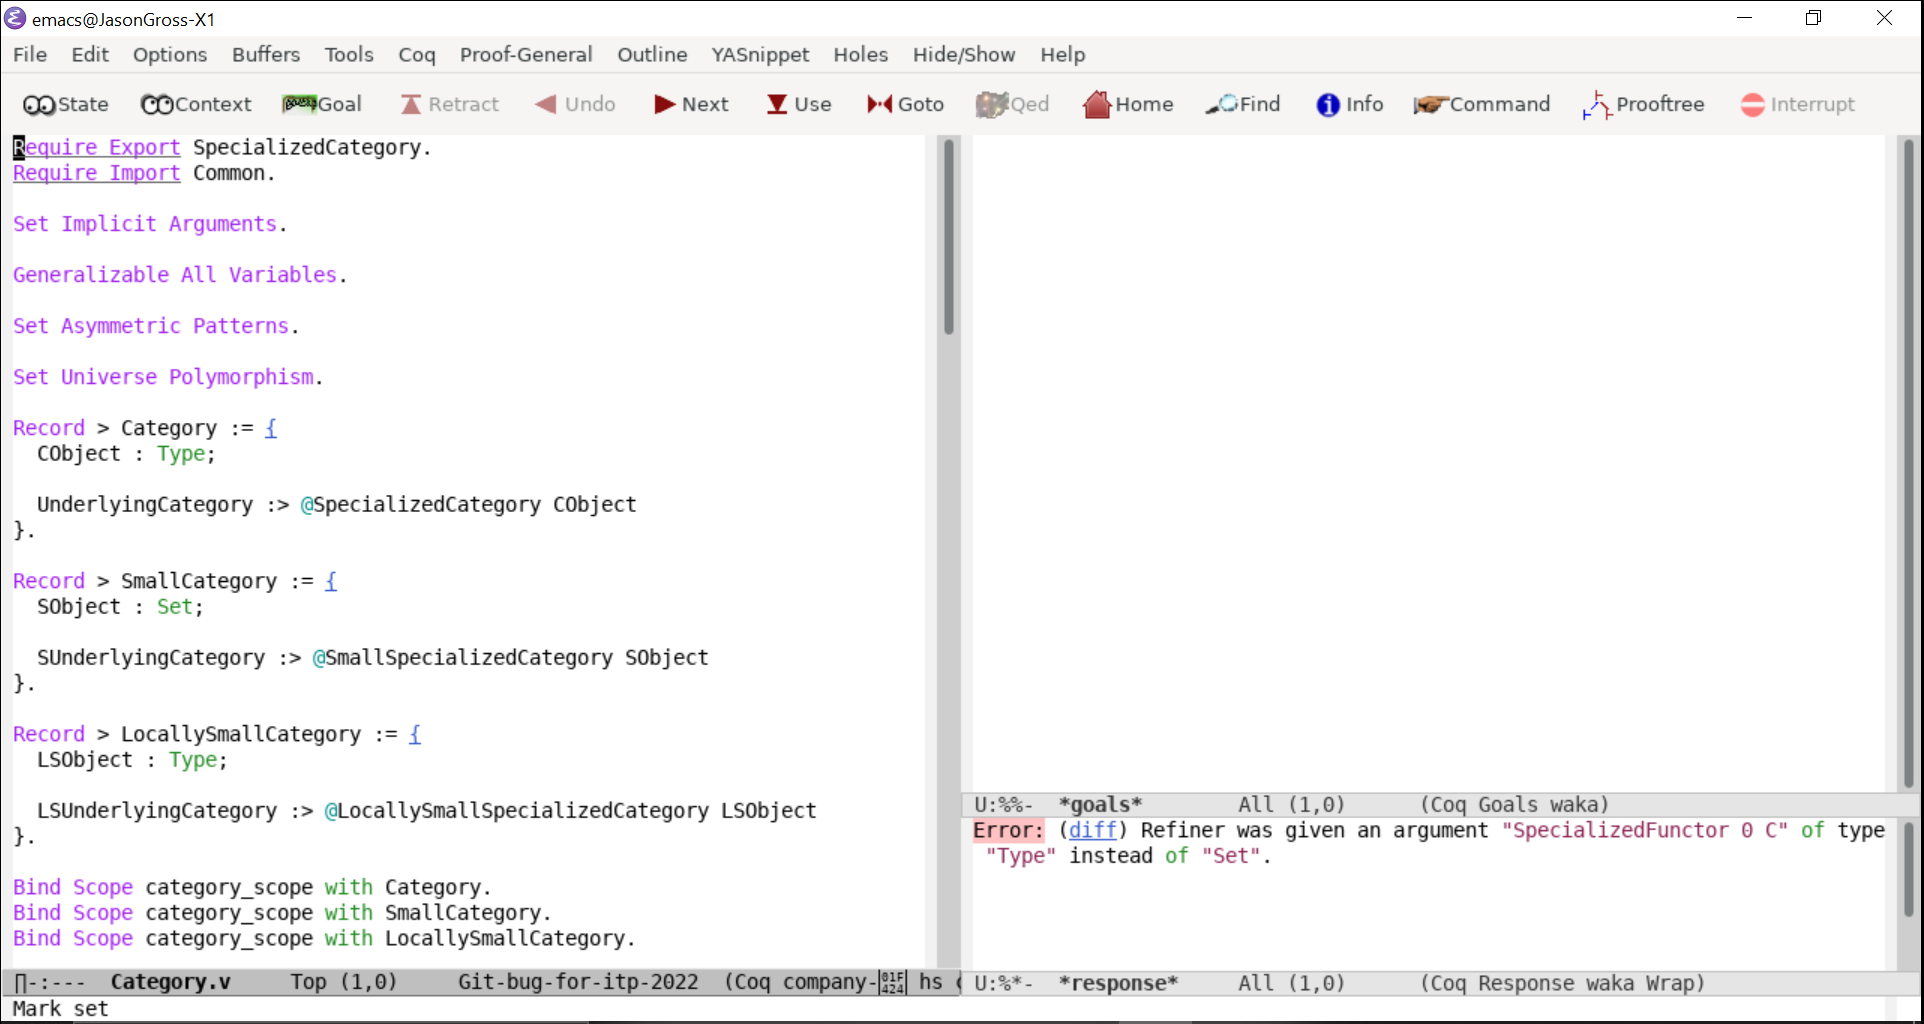 emacs@JasonGross-X1
File Edit Options Buffers Tools Coq Proof-General Outline YASnippet Holes Hide/Show Help
State Context Goal Retract Undo Next Use Goto Qed Home Find Info Command Prooftree Interrupt
Require Export SpecializedCategory.
Require Import Common.
Set Implicit Arguments.
Generalizable All Variables.
Set Asymmetric Patterns.
Set Universe Polymorphism.
Record > Category := {
CObject : Type;
UnderlyingCategory :> @SpecializedCategory CObject
}.
Record > SmallCategory := {
SObject : Set;
SUnderlyingCategory :> @SmallSpecializedCategory SObject
}.
Record > LocallySmallCategory := {
LSObject : Type;
LSUnderlyingCategory :> @LocallySmallSpecializedCategory LSObject
}.
Bind Scope category_scope with Category.
Bind Scope category_scope with SmallCategory.
Bind Scope category_scope with LocallySmallCategory.
-:--- Category.v Top (1,0) Git-bug-for-itp-2022 (Coq company-01F424 hs
Mark set
U:%%- *goals* All (1,0) (Coq Goals waka)
Error: (diff) Refiner was given an argument "SpecializedFunctor 0 C" of type
"Type" instead of "Set".
U:%*- *response* All (1,0) (Coq Response waka Wrap)